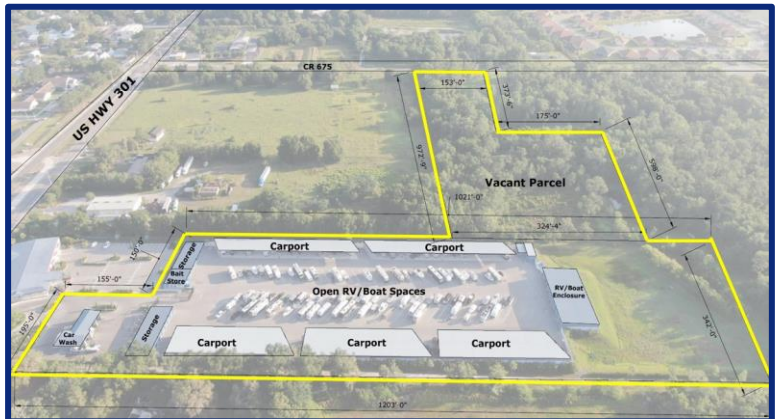 CR 675
US HWY 301
153'-0"
373'-6"
175'-0"
972'-9"
598'-0"
Vacant Parcel
1021'-0"
324'-4"
150'-0"
Storage
Carport
Carport
Bait
Store
155'-0"
Open RV/Boat Spaces
RV/Boat
Enclosure
195'-0"
342'-0"
Car
Wash
Storage
Carport
Carport
Carport
1203'-0"